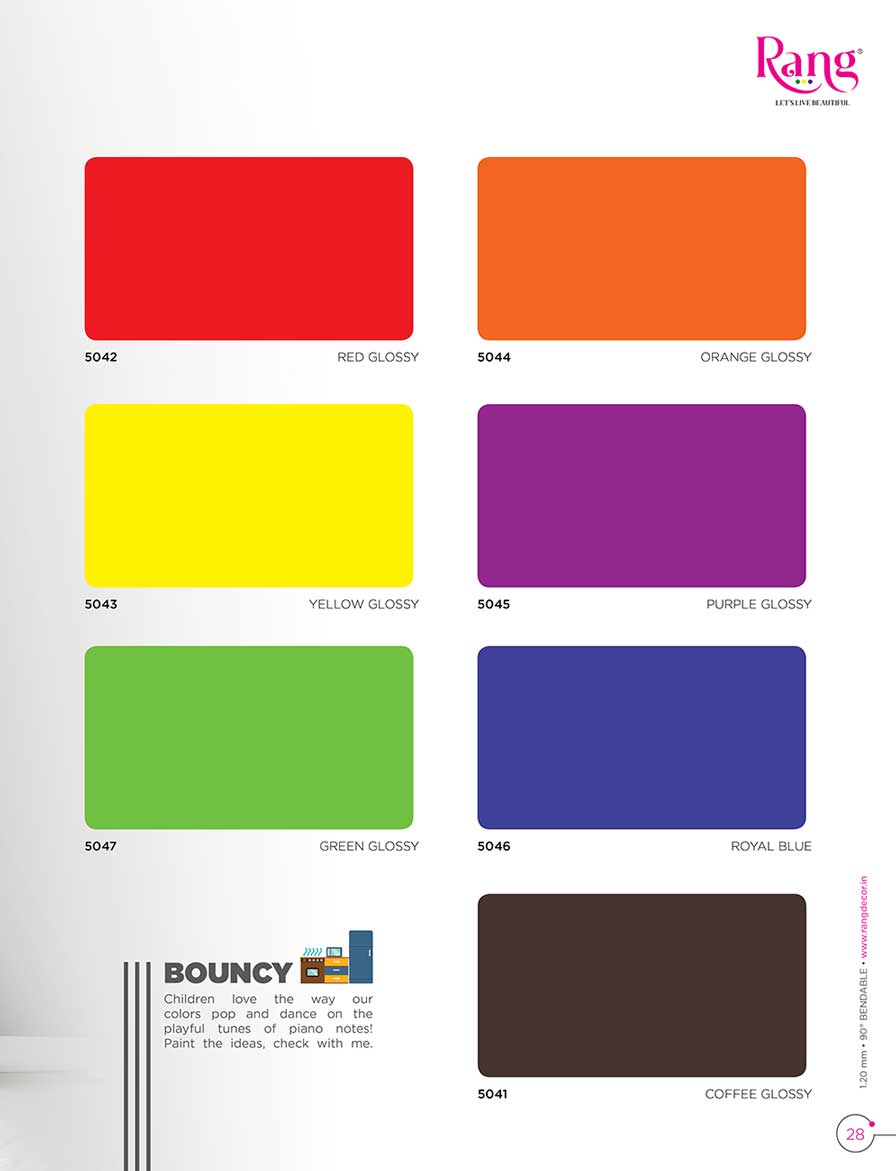 Rang®
LET'S LIVE BEAUTIFUL
5042 RED GLOSSY
5044 ORANGE GLOSSY
5043 YELLOW GLOSSY
5045 PURPLE GLOSSY
5047 GREEN GLOSSY
5046 ROYAL BLUE
BOUNCY
Children love the way our
colors pop and dance on the
playful tunes of piano notes!
Paint the ideas, check with me.
5041 COFFEE GLOSSY
1.20 mm • 90° BENDABLE • www.rangdecor.in
28